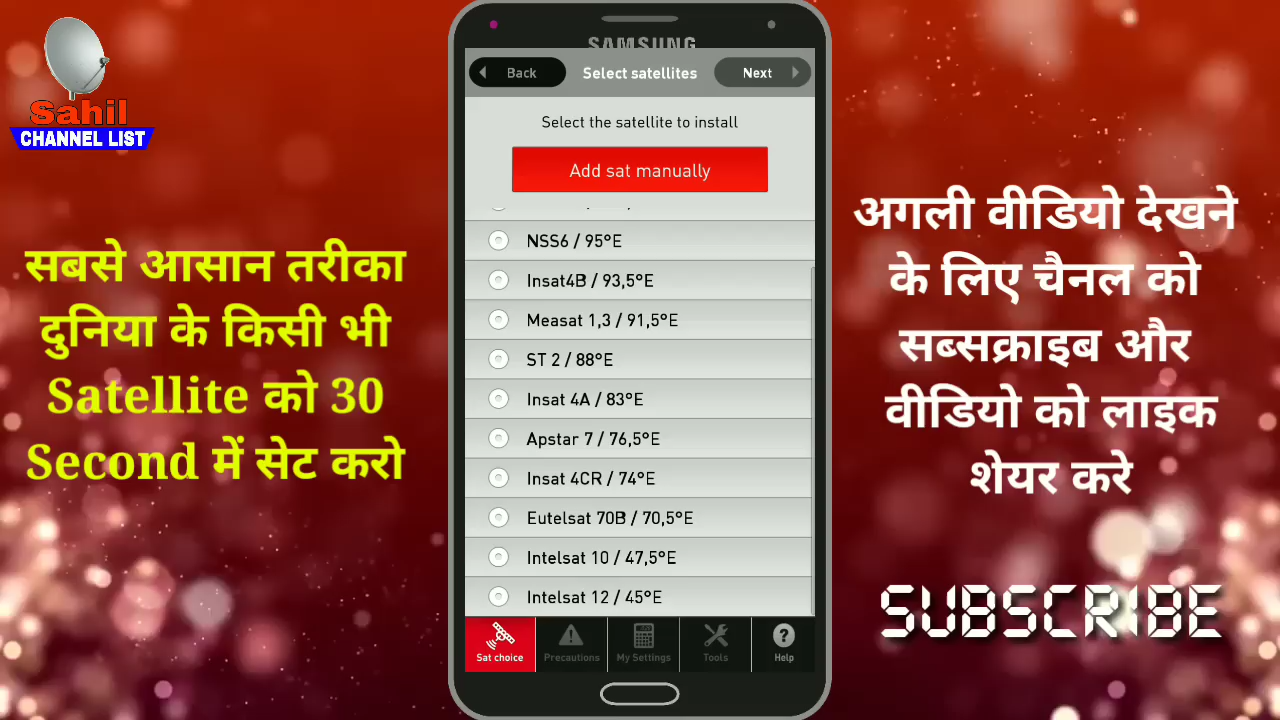 Sahil
CHANNEL LIST
सबसे आसान तरीका
दुनिया के किसी भी
Satellite को 30
Second में सेट करो
SAMSUNG
Back
Select satellites
Next
Select the satellite to install
Add sat manually
NSS6 / 95°E
Insat4B / 93,5°E
Measat 1,3 / 91,5°E
ST 2 / 88°E
Insat 4A / 83°E
Apstar 7 / 76,5°E
Insat 4CR / 74°E
Eutelsat 70B / 70,5°E
Intelsat 10 / 47,5°E
Intelsat 12 / 45°E
Sat choice
Precautions
My Settings
Tools
Help
अगली वीडियो देखने
के लिए चैनल को
सब्सक्राइब और
वीडियो को लाइक
शेयर करे
SUBSCRIBE